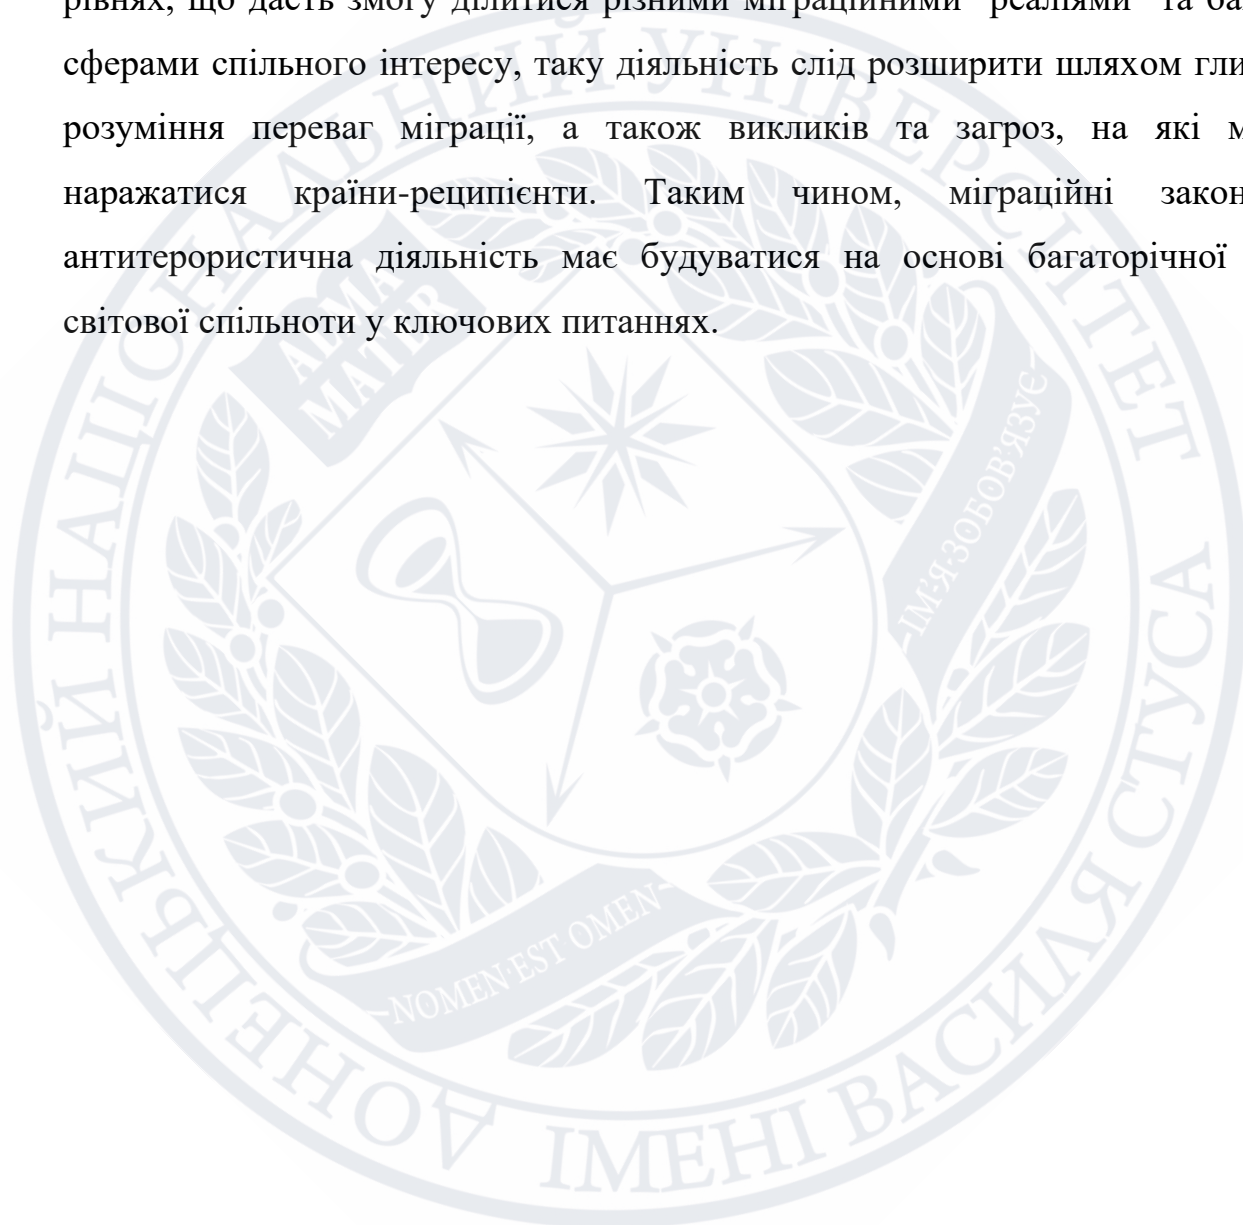 рівнях, що дасть змогу ділитися різними міграційними "реаліями" та
сферами спільного інтересу, таку діяльність слід розширити шляхом
розуміння переваг міграції, а також викликів та загроз, на які
наражатися країни-реципієнти. Таким чином, міграційні
антитерористична діяльність має будуватися на основі багаторічної
світової спільноти у ключових питаннях.
ДОНЕЦЬКИЙ НАЦІОНАЛЬНИЙ УНІВЕРСИТЕТ
ІМЕНІ ВАСИЛЯ СТУСА
ALMA
MATER
ІМ'Я·ЗОБОВ'ЯЗУЄ
NOMEN·EST OMEN